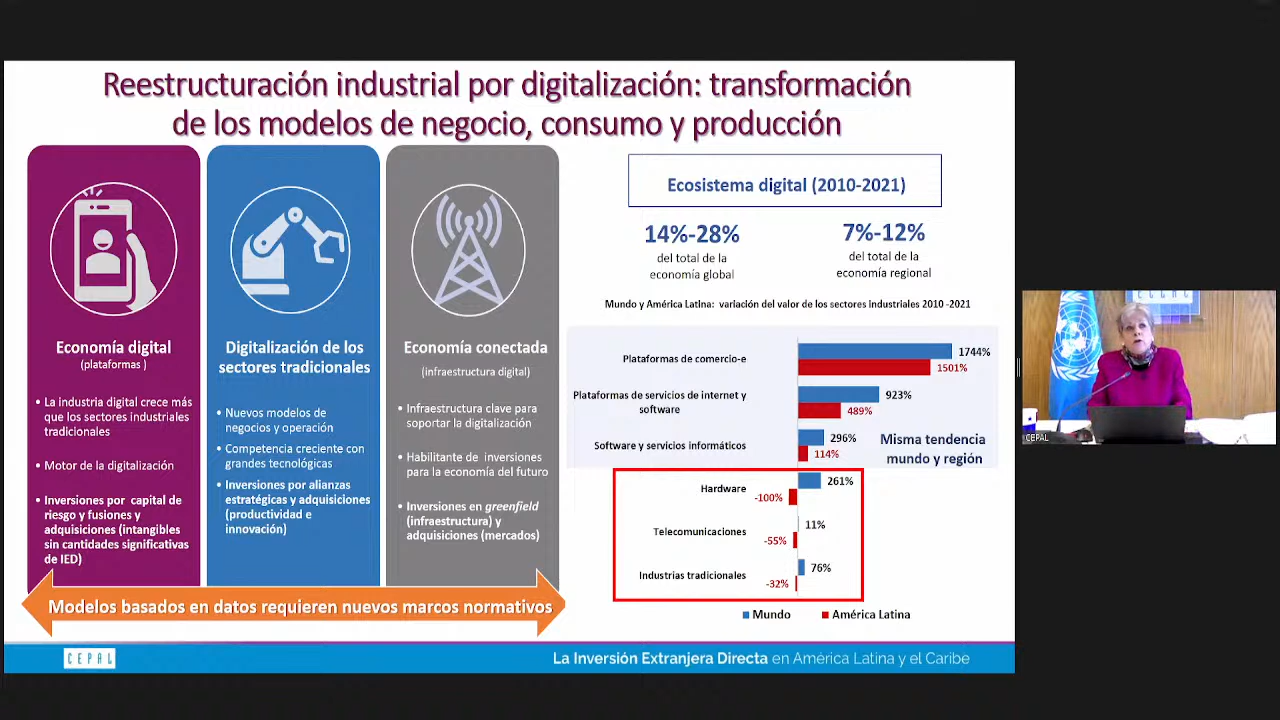 Reestructuración industrial por digitalización: transformación
de los modelos de negocio, consumo y producción
Economía digital
(plataformas )
• La industria digital crece más
que los sectores industriales
tradicionales
• Motor de la digitalización
• Inversiones por capital de
riesgo y fusiones y
adquisiciones (intangibles
sin cantidades significativas
de IED)
Digitalización de los
sectores tradicionales
• Nuevos modelos de
negocios y operación
• Competencia creciente con
grandes tecnológicas
• Inversiones por alianzas
estratégicas y adquisiciones
(productividad e
innovación)
Economía conectada
(infraestructura digital)
• Infraestructura clave para
soportar la digitalización
• Habilitante de inversiones
para la economía del futuro
• Inversiones en greenfield
(infraestructura) y
adquisiciones (mercados)
Modelos basados en datos requieren nuevos marcos normativos
Ecosistema digital (2010-2021)
14%-28%
del total de la
economía global
7%-12%
del total de la
economía regional
Mundo y América Latina: variación del valor de los sectores industriales 2010 -2021
Plataformas de comercio-e
1744%
1501%
Plataformas de servicios de internet y
software
923%
489%
Software y servicios informáticos
296%
114%
Misma tendencia
mundo y región
Hardware
261%
-100%
Telecomunicaciones
11%
-55%
Industrias tradicionales
76%
-32%
Mundo
América Latina
CEPAL
La Inversión Extranjera Directa en América Latina y el Caribe
CEPAL
CEPAL